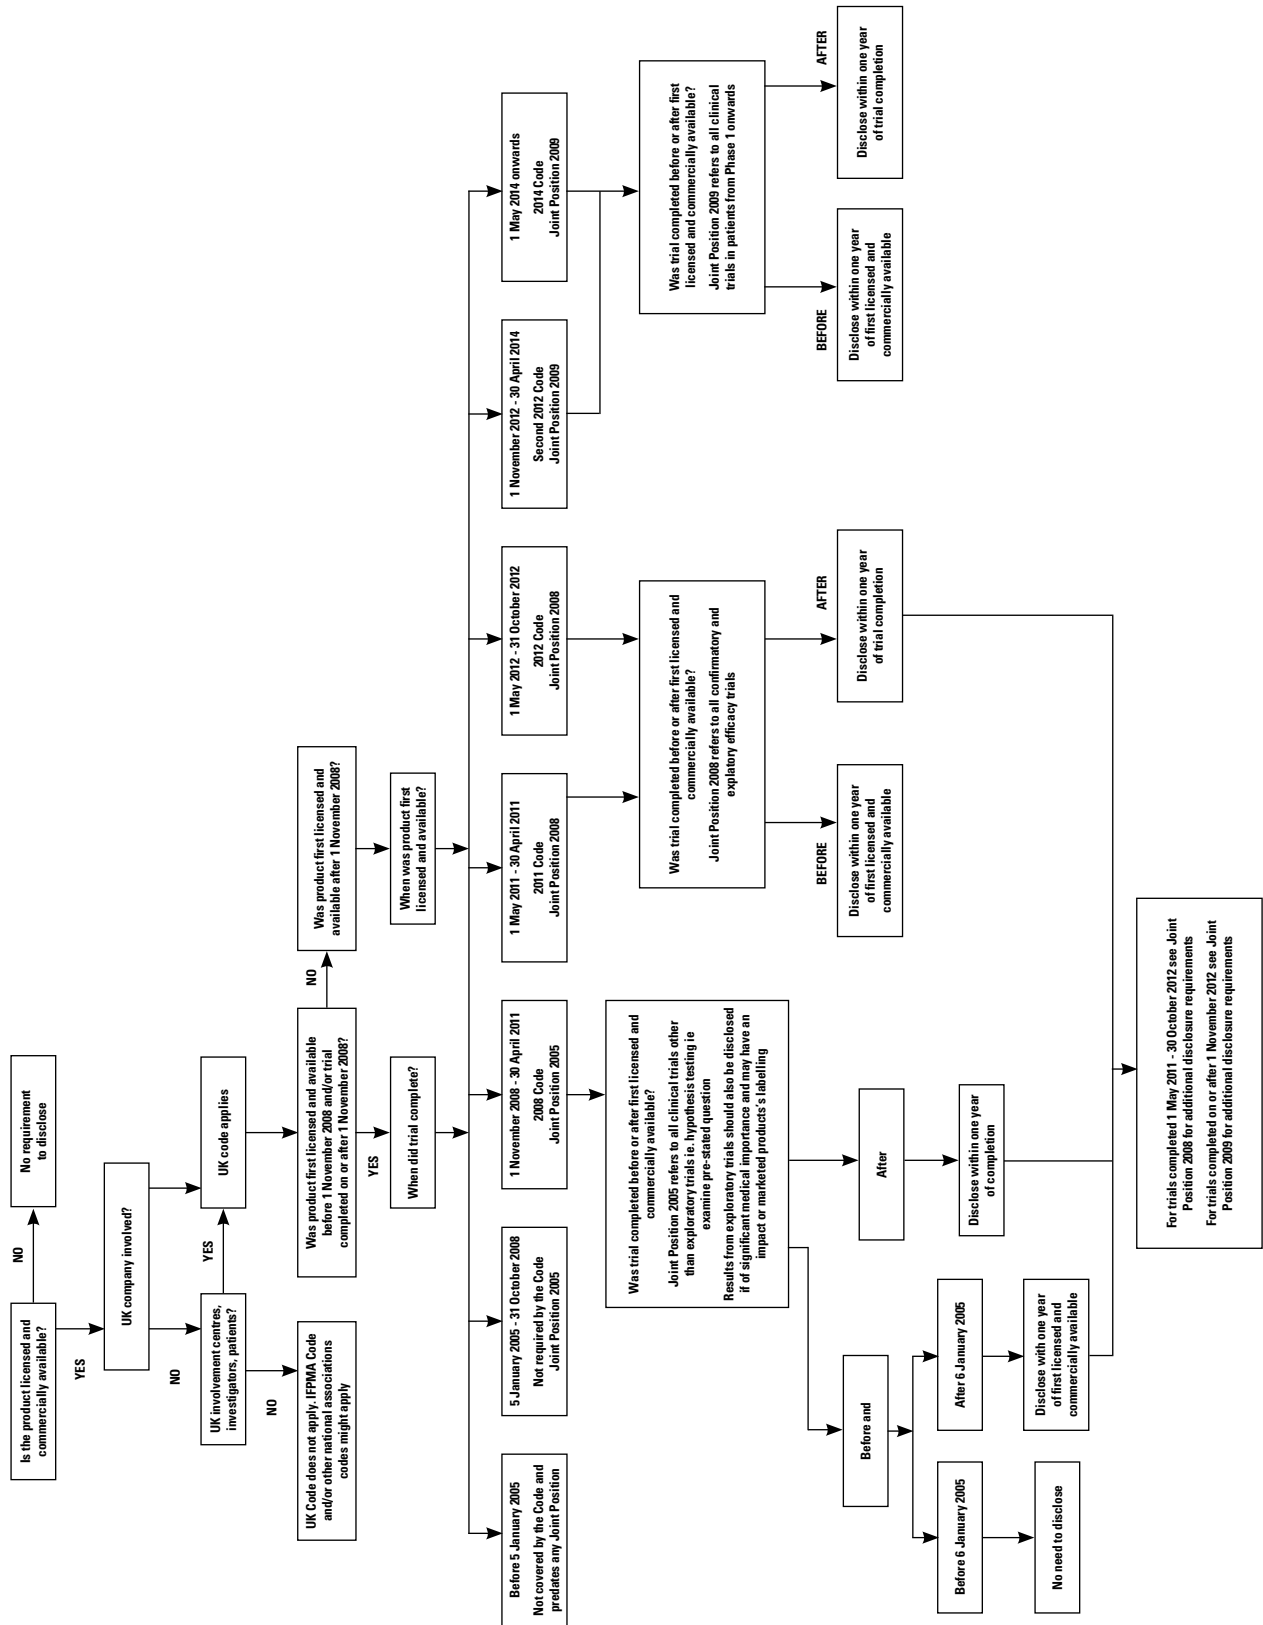 Is the product licensed and
commercially available?
NO
No requirement
to disclose
YES
UK company involved?
NO
UK involvement centres,
investigators, patients?
YES
UK code applies
NO
UK Code does not apply. IFPMA Code
and/or other national associations
codes might apply
Was product first licensed and available
before 1 November 2008 and/or trial
completed on or after 1 November 2008?
NO
Was product first licensed and
available after 1 November 2008?
YES
When did trial complete?
When was product first
licensed and available?
Before 5 January 2005
Not covered by the Code and
predates any Joint Position
5 January 2005 - 31 October 2008
Not required by the Code
Joint Position 2005
1 November 2008 - 30 April 2011
2008 Code
Joint Position 2005
1 May 2011 - 30 April 2011
2011 Code
Joint Position 2008
1 May 2012 - 31 October 2012
2012 Code
Joint Position 2008
1 November 2012 - 30 April 2014
Second 2012 Code
Joint Position 2009
1 May 2014 onwards
2014 Code
Joint Position 2009
Was trial completed before or after first licensed and
commercially available?
Joint Position 2005 refers to all clinical trials other
than exploratory trials ie. hypothesis testing ie
examine pre-stated question
Results from exploratory trials should also be disclosed
if of significant medical importance and may have an
impact or marketed products's labelling
Was trial completed before or after first licensed and
commercially available?
Joint Position 2008 refers to all confirmatory and
explatory efficacy trials
Was trial completed before or after first
licensed and commercially available?
Joint Position 2009 refers to all clinical
trials in patients from Phase 1 onwards
Before and
After
BEFORE
Disclose within one year
of first licensed and
commercially available
AFTER
Disclose within one year
of trial completion
BEFORE
Disclose within one year
of first licensed and
commercially available
AFTER
Disclose within one year
of trial completion
Before 6 January 2005
After 6 January 2005
Disclose within one year
of completion
No need to disclose
Disclose with one year
of first licensed and
commercially available
For trials completed 1 May 2011 - 30 October 2012 see Joint
Position 2008 for additional disclosure requirements
For trials completed on or after 1 November 2012 see Joint
Position 2009 for additional disclosure requirements